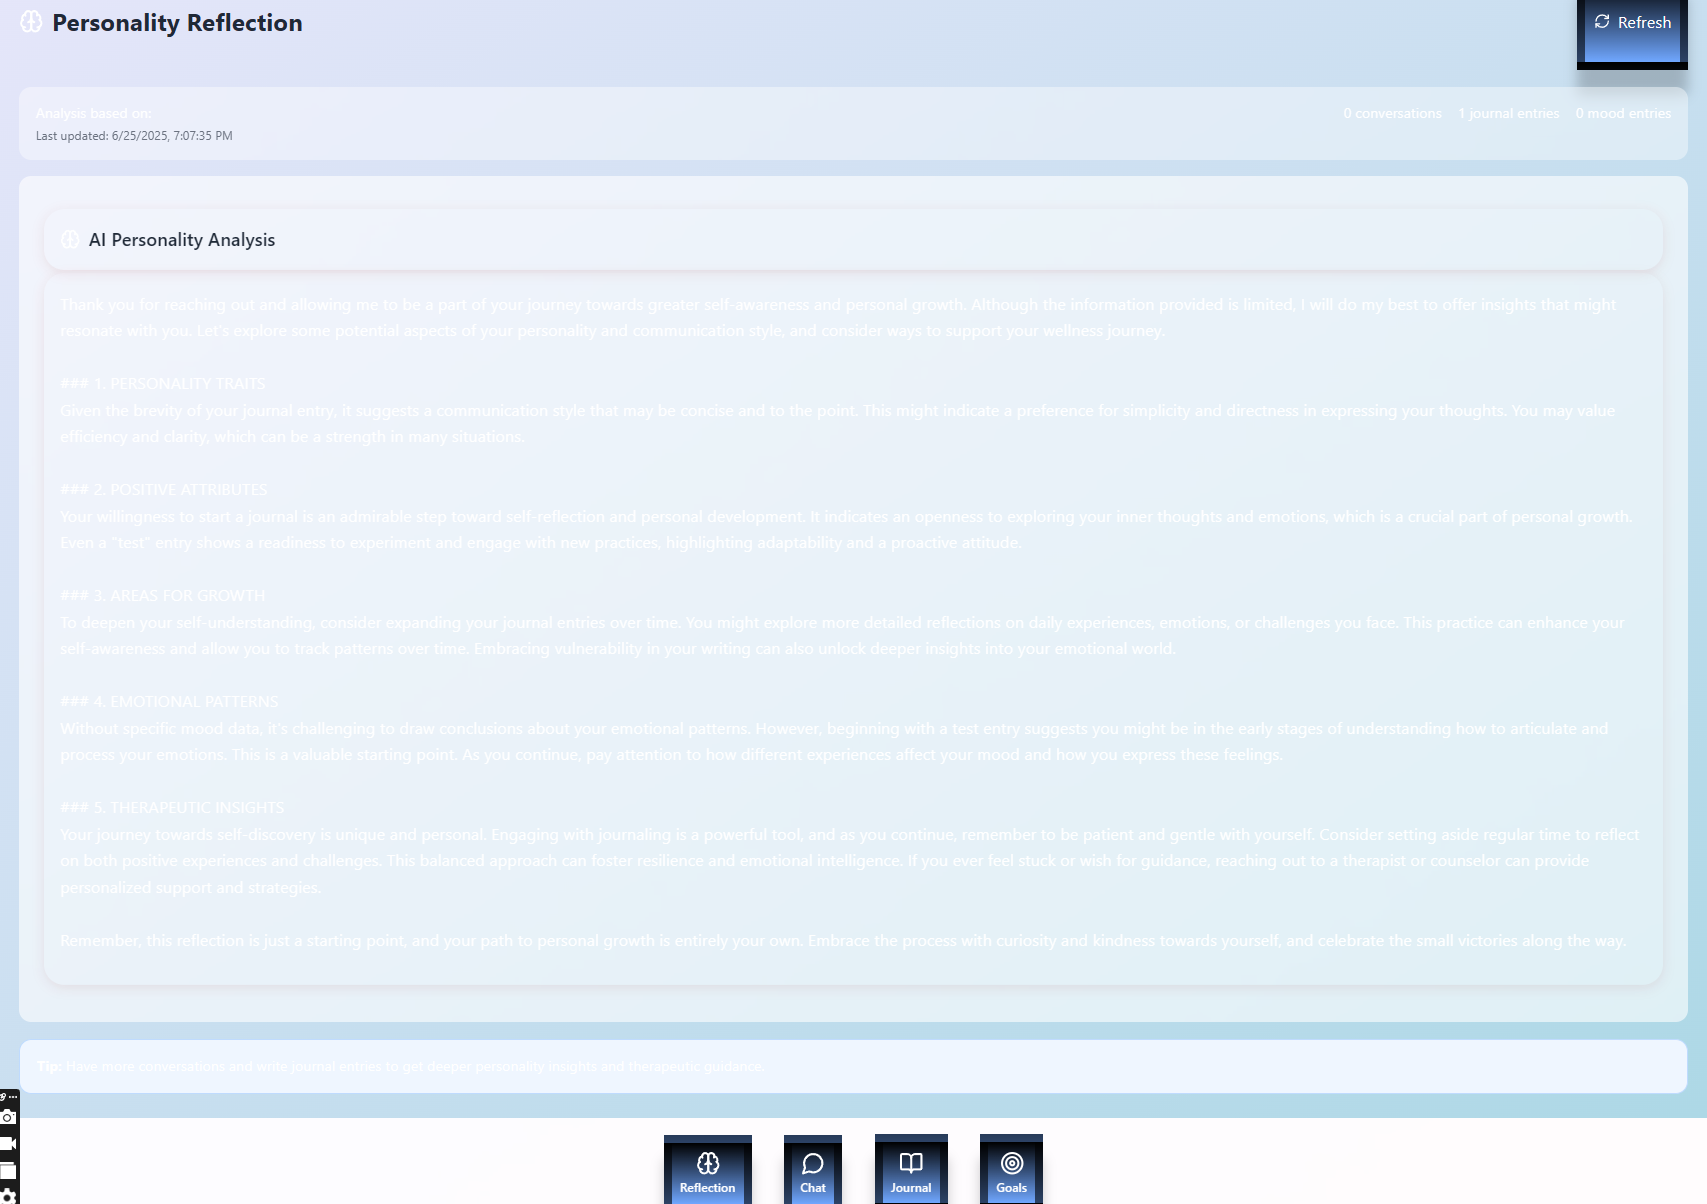 Personality Reflection
Refresh
Analysis based on:
0 conversations 1 journal entries 0 mood entries
Last updated: 6/25/2025, 7:07:35 PM
AI Personality Analysis
Thank you for reaching out and allowing me to be a part of your journey towards greater self-awareness and personal growth. Although the information provided is limited, I will do my best to offer insights that might
resonate with you. Let's explore some potential aspects of your personality and communication style, and consider ways to support your wellness journey.
### 1. PERSONALITY TRAITS
Given the brevity of your journal entry, it suggests a communication style that may be concise and to the point. This might indicate a preference for simplicity and directness in expressing your thoughts. You may value
efficiency and clarity, which can be a strength in many situations.
### 2. POSITIVE ATTRIBUTES
Your willingness to start a journal is an admirable step toward self-reflection and personal development. It indicates an openness to exploring your inner thoughts and emotions, which is a crucial part of personal growth.
Even a "test" entry shows a readiness to experiment and engage with new practices, highlighting adaptability and a proactive attitude.
### 3. AREAS FOR GROWTH
To deepen your self-understanding, consider expanding your journal entries over time. You might explore more detailed reflections on daily experiences, emotions, or challenges you face. This practice can enhance your
self-awareness and allow you to track patterns over time. Embracing vulnerability in your writing can also unlock deeper insights into your emotional world.
### 4. EMOTIONAL PATTERNS
Without specific mood data, it's challenging to draw conclusions about your emotional patterns. However, beginning with a test entry suggests you might be in the early stages of understanding how to articulate and
process your emotions. This is a valuable starting point. As you continue, pay attention to how different experiences affect your mood and how you express these feelings.
### 5. THERAPEUTIC INSIGHTS
Your journey towards self-discovery is unique and personal. Engaging with journaling is a powerful tool, and as you continue, remember to be patient and gentle with yourself. Consider setting aside regular time to reflect
on both positive experiences and challenges. This balanced approach can foster resilience and emotional intelligence. If you ever feel stuck or wish for guidance, reaching out to a therapist or counselor can provide
personalized support and strategies.
Remember, this reflection is just a starting point, and your path to personal growth is entirely your own. Embrace the process with curiosity and kindness towards yourself, and celebrate the small victories along the way.
Tip: Have more conversations and write journal entries to get deeper personality insights and therapeutic guidance.
Reflection
Chat
Journal
Goals